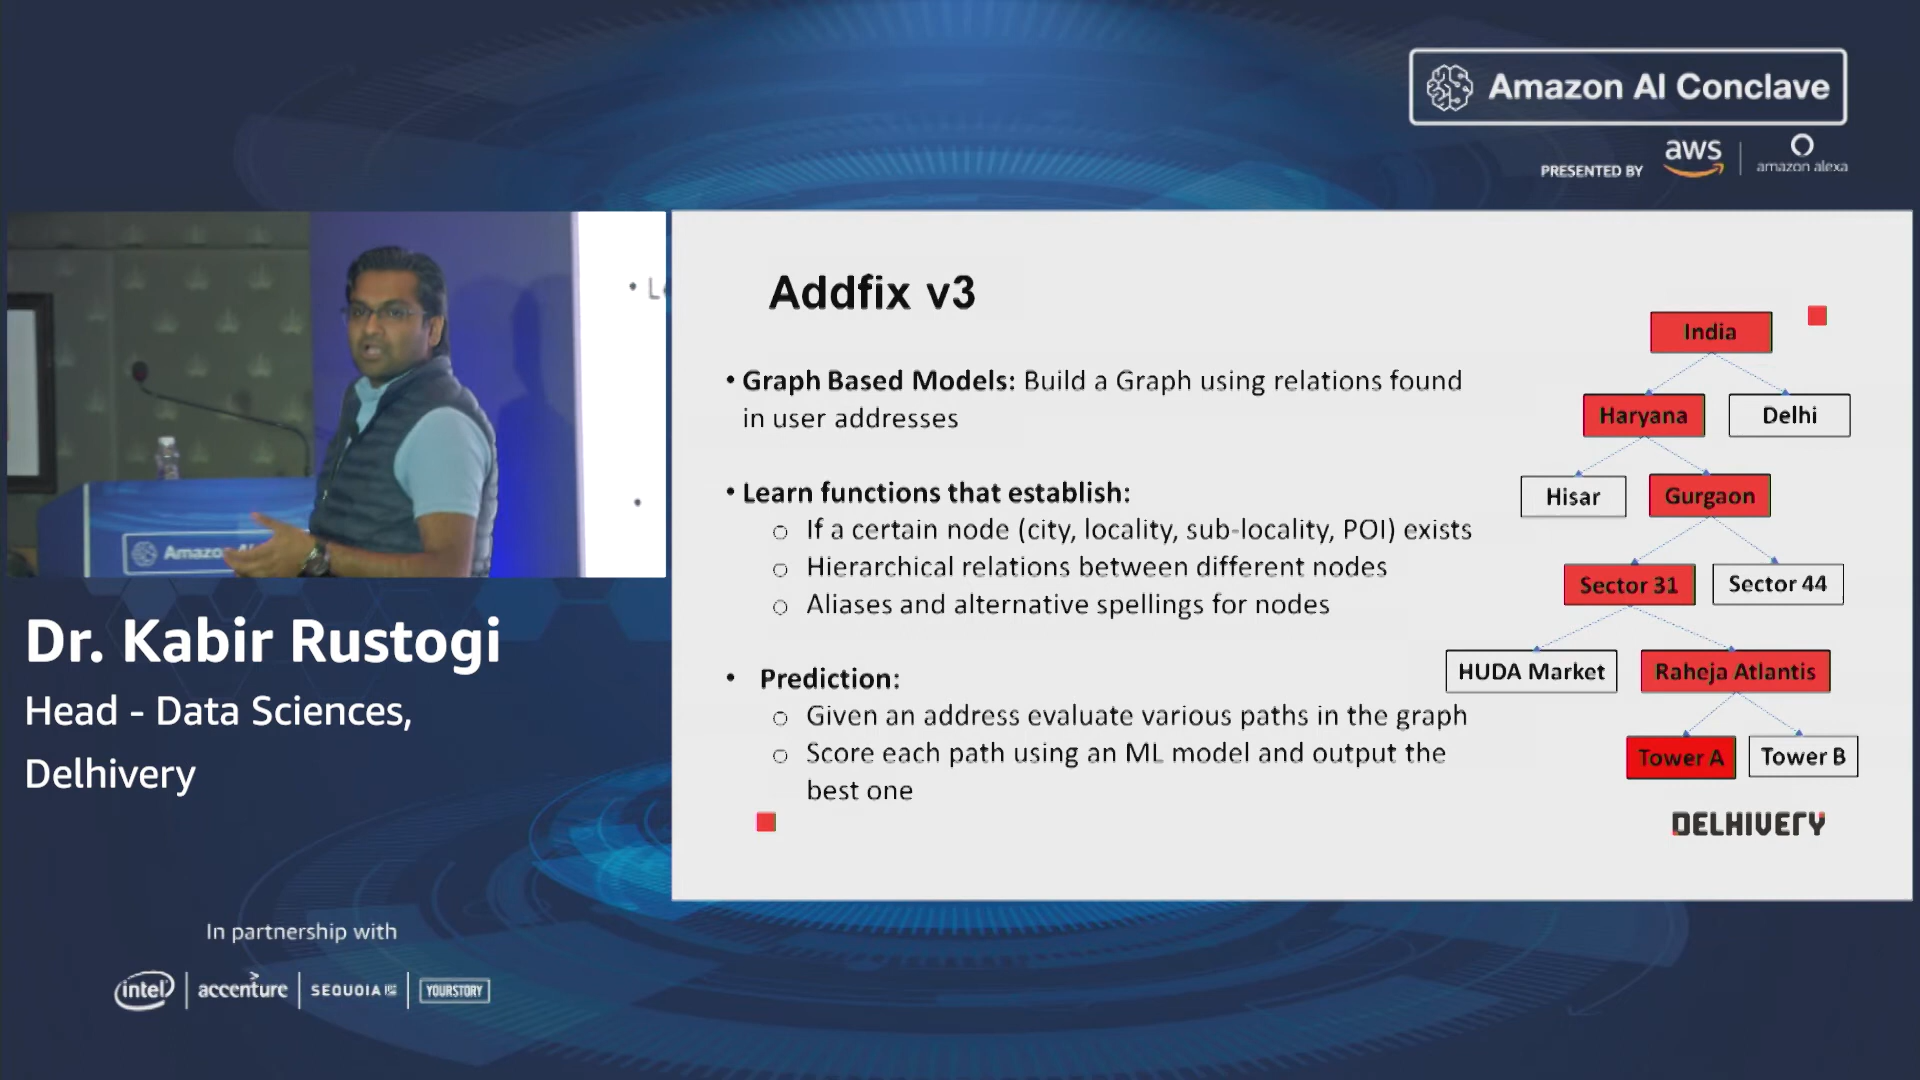 Amazon AI Conclave
PRESENTED BY
aws
amazon alexa
Addfix v3
• Graph Based Models: Build a Graph using relations found
in user addresses
• Learn functions that establish:
○ If a certain node (city, locality, sub-locality, POI) exists
○ Hierarchical relations between different nodes
○ Aliases and alternative spellings for nodes
• Prediction:
○ Given an address evaluate various paths in the graph
○ Score each path using an ML model and output the
best one
India
Haryana
Delhi
Hisar
Gurgaon
Sector 31
Sector 44
HUDA Market
Raheja Atlantis
Tower A
Tower B
DELHIVERY
Dr. Kabir Rustogi
Head - Data Sciences,
Delhivery
In partnership with
intel
accenture
SEQUOIA
YOURSTORY